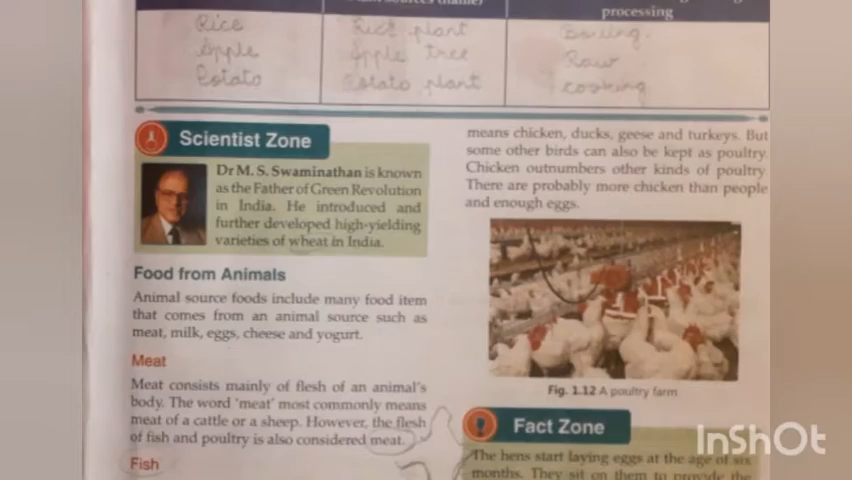 processing
Rice Rice plant Boiling.
Apple Apple tree Raw
Potato Potato plant cooking
Scientist Zone
Dr M. S. Swaminathan is known
as the Father of Green Revolution
in India. He introduced and
further developed high-yielding
varieties of wheat in India.
Food from Animals
Animal source foods include many food item
that comes from an animal source such as
meat, milk, eggs, cheese and yogurt.
Meat
Meat consists mainly of flesh of an animal's
body. The word 'meat' most commonly means
meat of a cattle or a sheep. However, the flesh
of fish and poultry is also considered meat.
Fish
means chicken, ducks, geese and turkeys. But
some other birds can also be kept as poultry.
Chicken outnumbers other kinds of poultry.
There are probably more chicken than people
and enough eggs.
Fig. 1.12 A poultry farm
Fact Zone
The hens start laying eggs at the age of six
months. They sit on them to provide the
InShOt